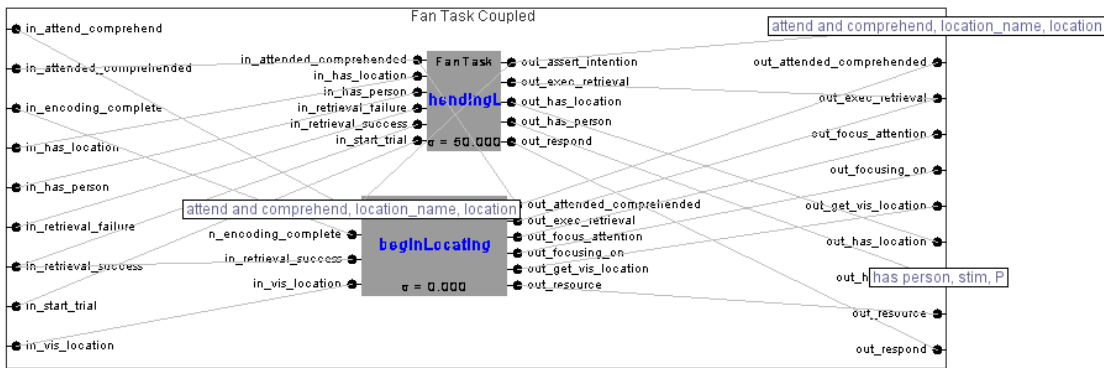 Fan Task Coupled
attend and comprehend, location_name, location
in_attend_comprehend
in_attended_comprehended
in_encoding_complete
in_has_location
in_has_person
in_retrieval_failure
in_retrieval_success
in_start_trial
in_vis_location
in_attended_comprehended
in_has_location
in_has_person
in_retrieval_failure
in_retrieval_success
in_start_trial
FanTask
hendingL
σ = 50.000
out_assert_intention
out_exec_retrieval
out_has_location
out_has_person
out_respond
attend and comprehend, location_name, location
n_encoding_complete
in_retrieval_success
in_vis_location
beginLocating
σ = 0.000
out_attended_comprehended
out_exec_retrieval
out_focus_attention
out_focusing_on
out_get_vis_location
out_resource
out_attended_comprehended
out_exec_retrieval
out_focus_attention
out_focusing_on
out_get_vis_location
out_has_location
out_h
has person, stim, P
out_resource
out_respond